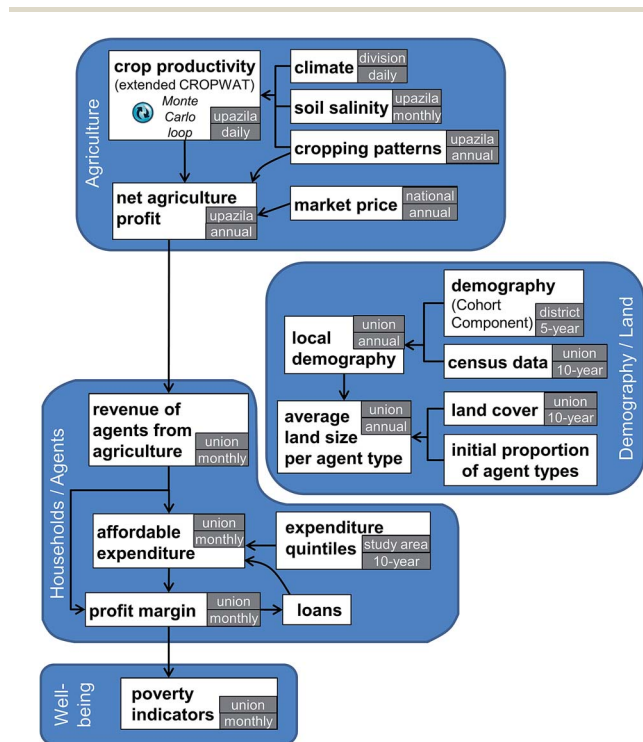 Agriculture
crop productivity
(extended CROPWAT)
Monte
Carlo
loop
upazila
daily
climate
division
daily
soil salinity
upazila
monthly
cropping patterns
upazila
annual
net agriculture
profit
upazila
annual
market price
national
annual
Demography / Land
demography
(Cohort
Component)
district
5-year
local
demography
union
annual
census data
union
10-year
average
land size
per agent type
union
annual
land cover
union
10-year
initial proportion
of agent types
Households / Agents
revenue of
agents from
agriculture
union
monthly
affordable
expenditure
union
monthly
expenditure
quintiles
study area
10-year
profit margin
union
monthly
loans
Well-
being
poverty
indicators
union
monthly